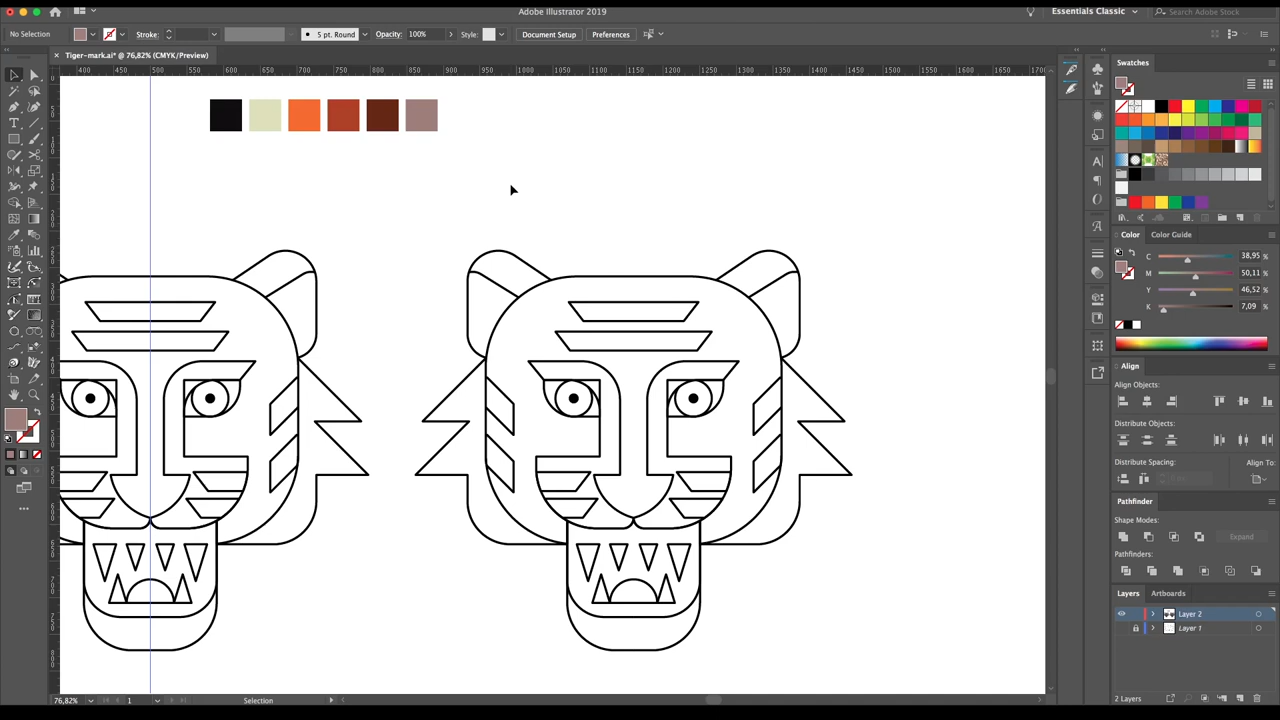 Adobe Illustrator 2019
Essentials Classic
Search Adobe Stock
No Selection
Stroke:
5 pt. Round
Opacity:
100%
Style:
Document Setup
Preferences
Tiger-mark.ai* @ 76,82% (CMYK/Preview)
400 450 500 550 600 650 700 750 800 850 900 950 1000 1050 1100 1150 1200 1250 1300 1350 1400 1450 1500 1550 1600 1650 1700
Swatches
Color
Color Guide
C 38,95 %
M 50,11 %
Y 46,52 %
K 7,09 %
Align
Align Objects:
Distribute Objects:
Distribute Spacing:
Align To:
Pathfinder
Shape Modes:
Expand
Pathfinders:
Layers
Artboards
Layer 2
Layer 1
2 Layers
76,82%
1
Selection